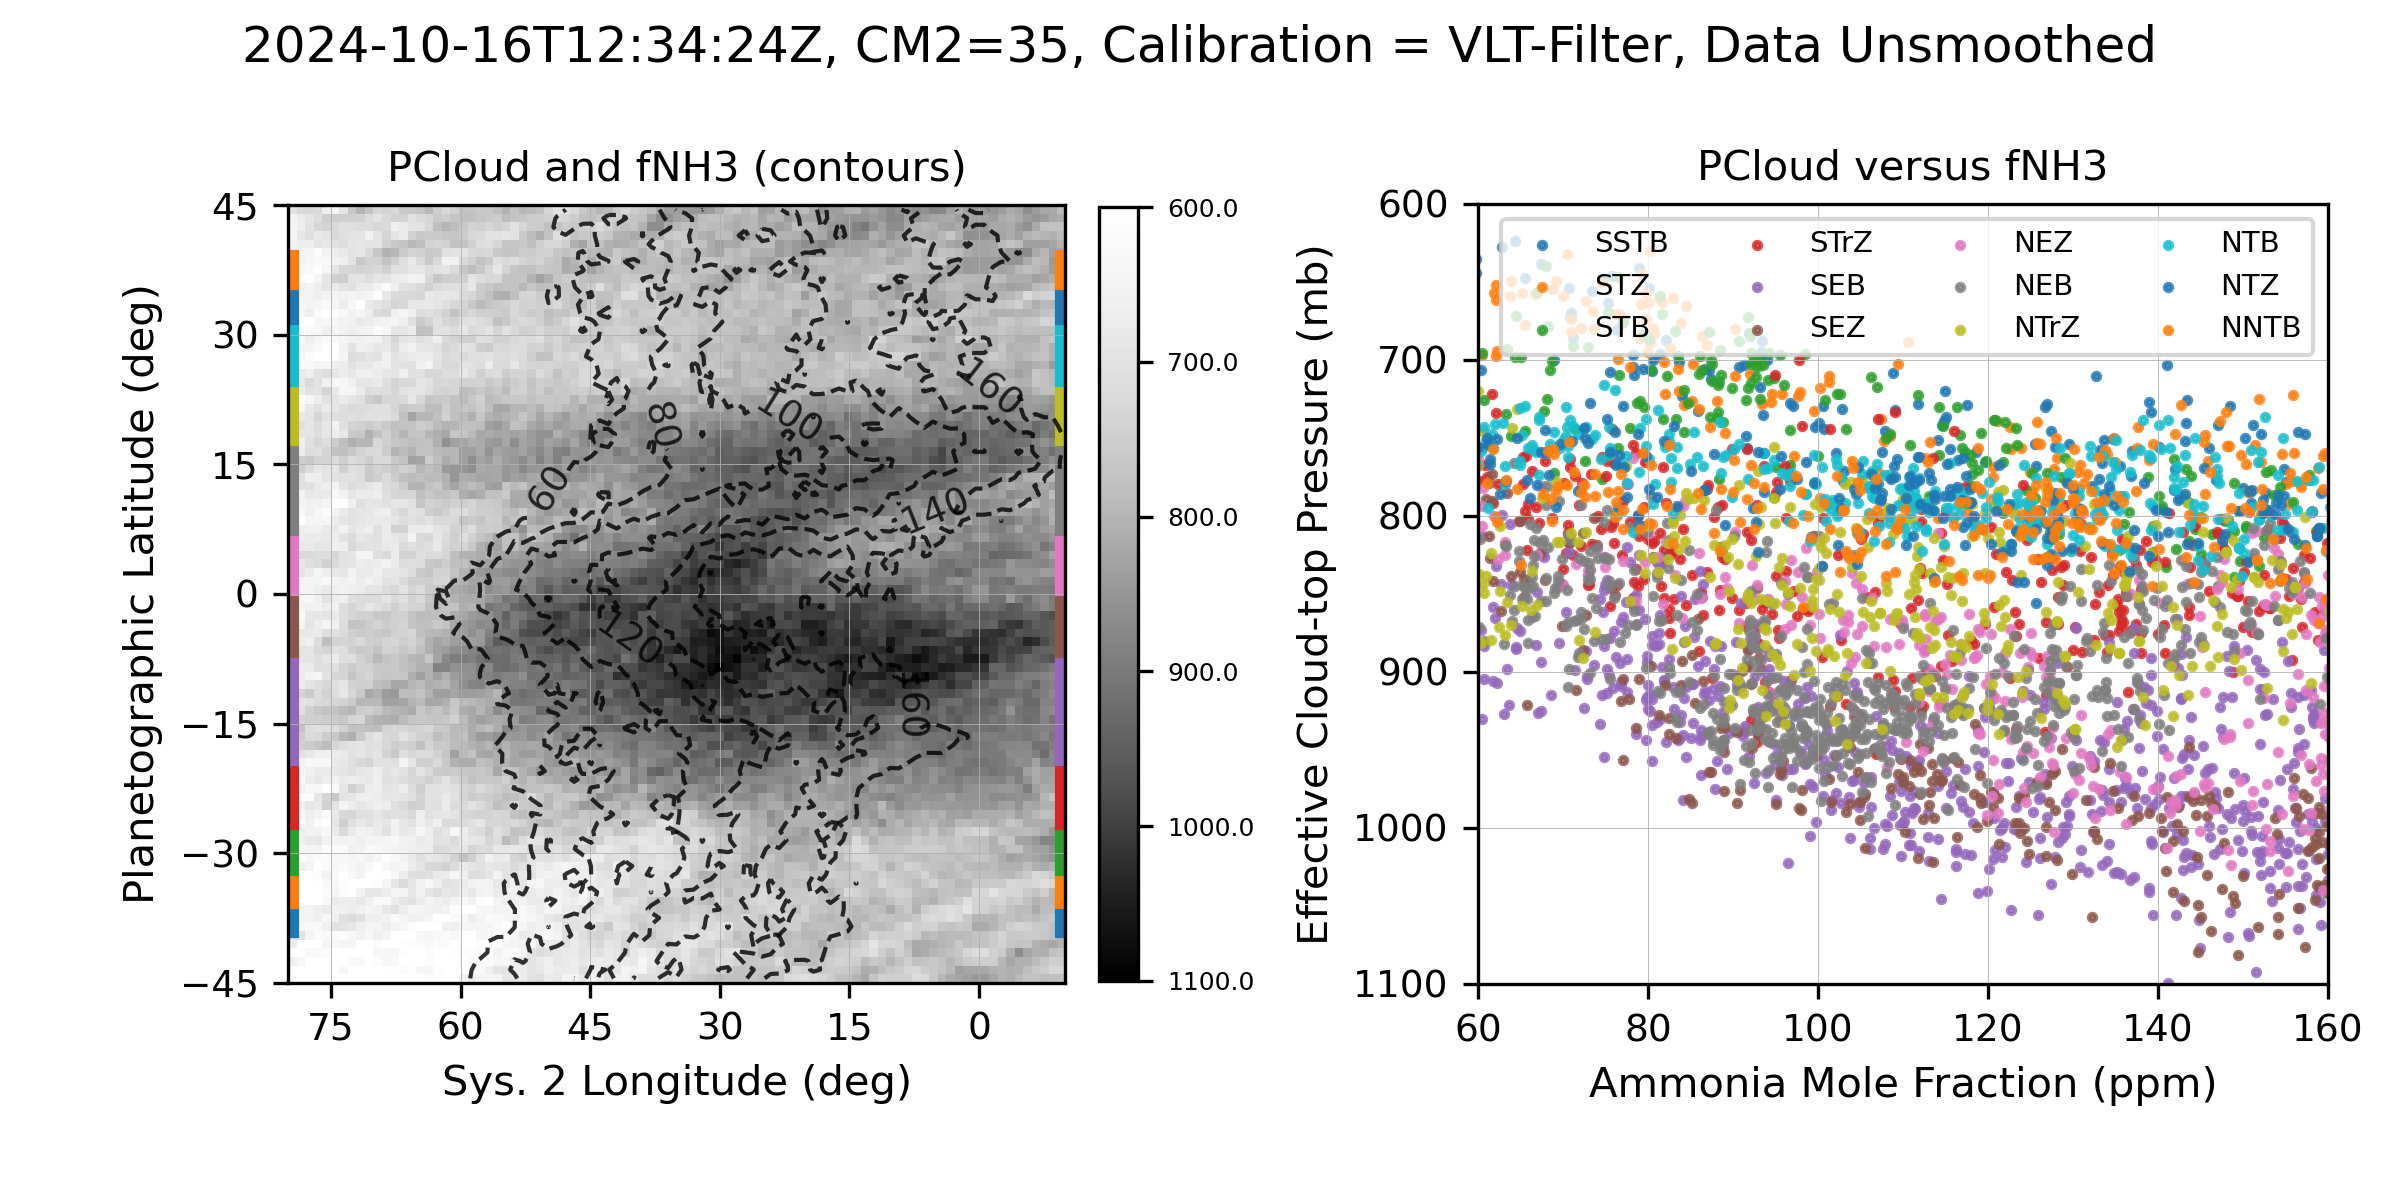 2024-10-16T12:34:24Z, CM2=35, Calibration = VLT-Filter, Data Unsmoothed
PCloud and fNH3 (contours)
45
30
15
0
−15
−30
−45
Planetographic Latitude (deg)
75 60 45 30 15 0
Sys. 2 Longitude (deg)
60
80
100
160
140
120
160
600.0
700.0
800.0
900.0
1000.0
1100.0
PCloud versus fNH3
SSTB STrZ NEZ NTB
STZ SEB NEB NTZ
STB SEZ NTrZ NNTB
600
700
800
900
1000
1100
Effective Cloud-top Pressure (mb)
60 80 100 120 140 160
Ammonia Mole Fraction (ppm)